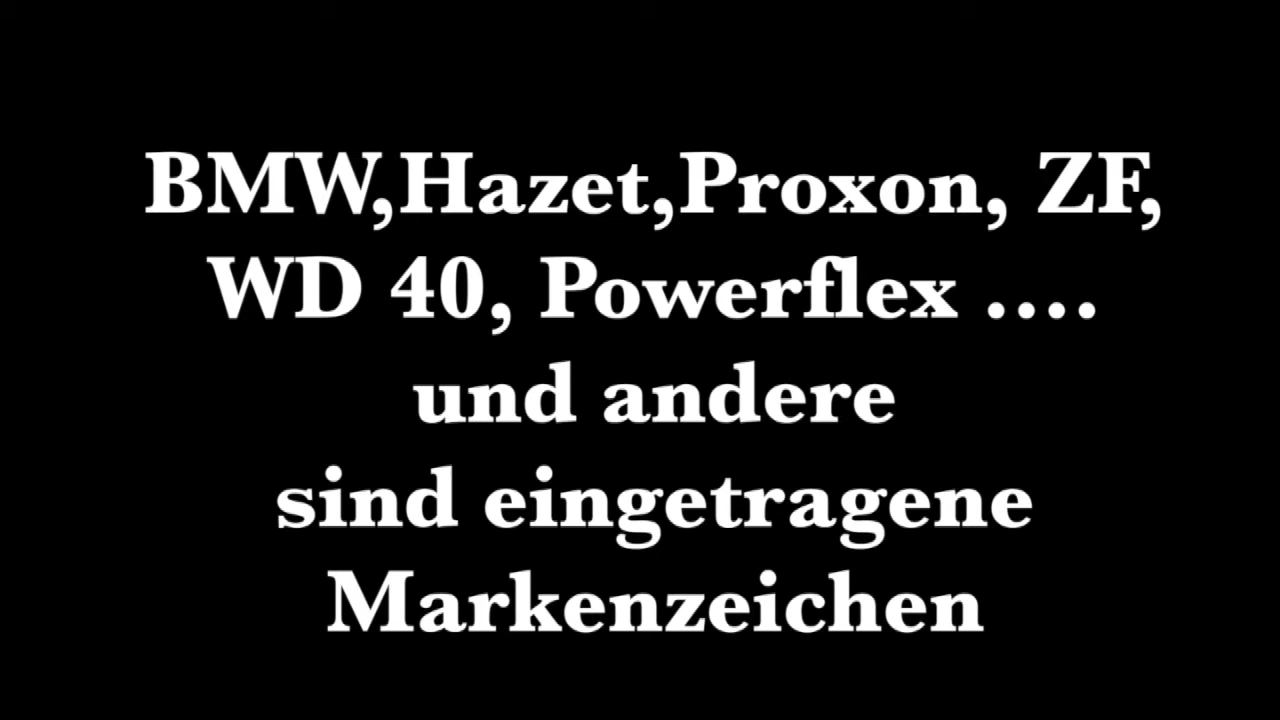 BMW,Hazet,Proxon, ZF,
WD 40, Powerflex ....
und andere
sind eingetragene
Markenzeichen